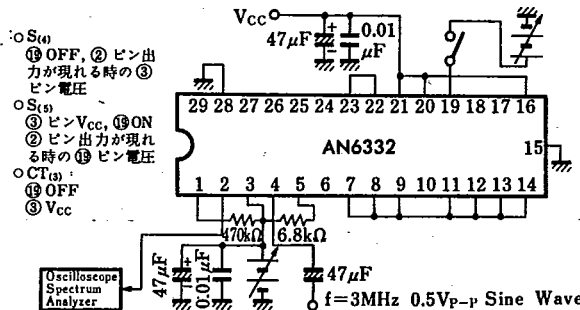 ○ S(4)
⑲ OFF, ② ピン出
力が現れる時の ③
ピン電圧
○ S(5)
③ ピン Vcc, ⑲ ON
② ピン出力が現れ
る時の ⑲ ピン電圧
○ CT(3)
⑲ OFF
③ Vcc
Vcc
47μF
+
−
0.01
μF
29 28 27 26 25 24 23 22 21 20 19 18 17 16
AN6332
15
1 2 3 4 5 6 7 8 9 10 11 12 13 14
470kΩ
6.8kΩ
47μF
+
0.01μF
47μF
Oscilloscope
Spectrum
Analyzer
f=3MHz 0.5VP-P Sine Wave